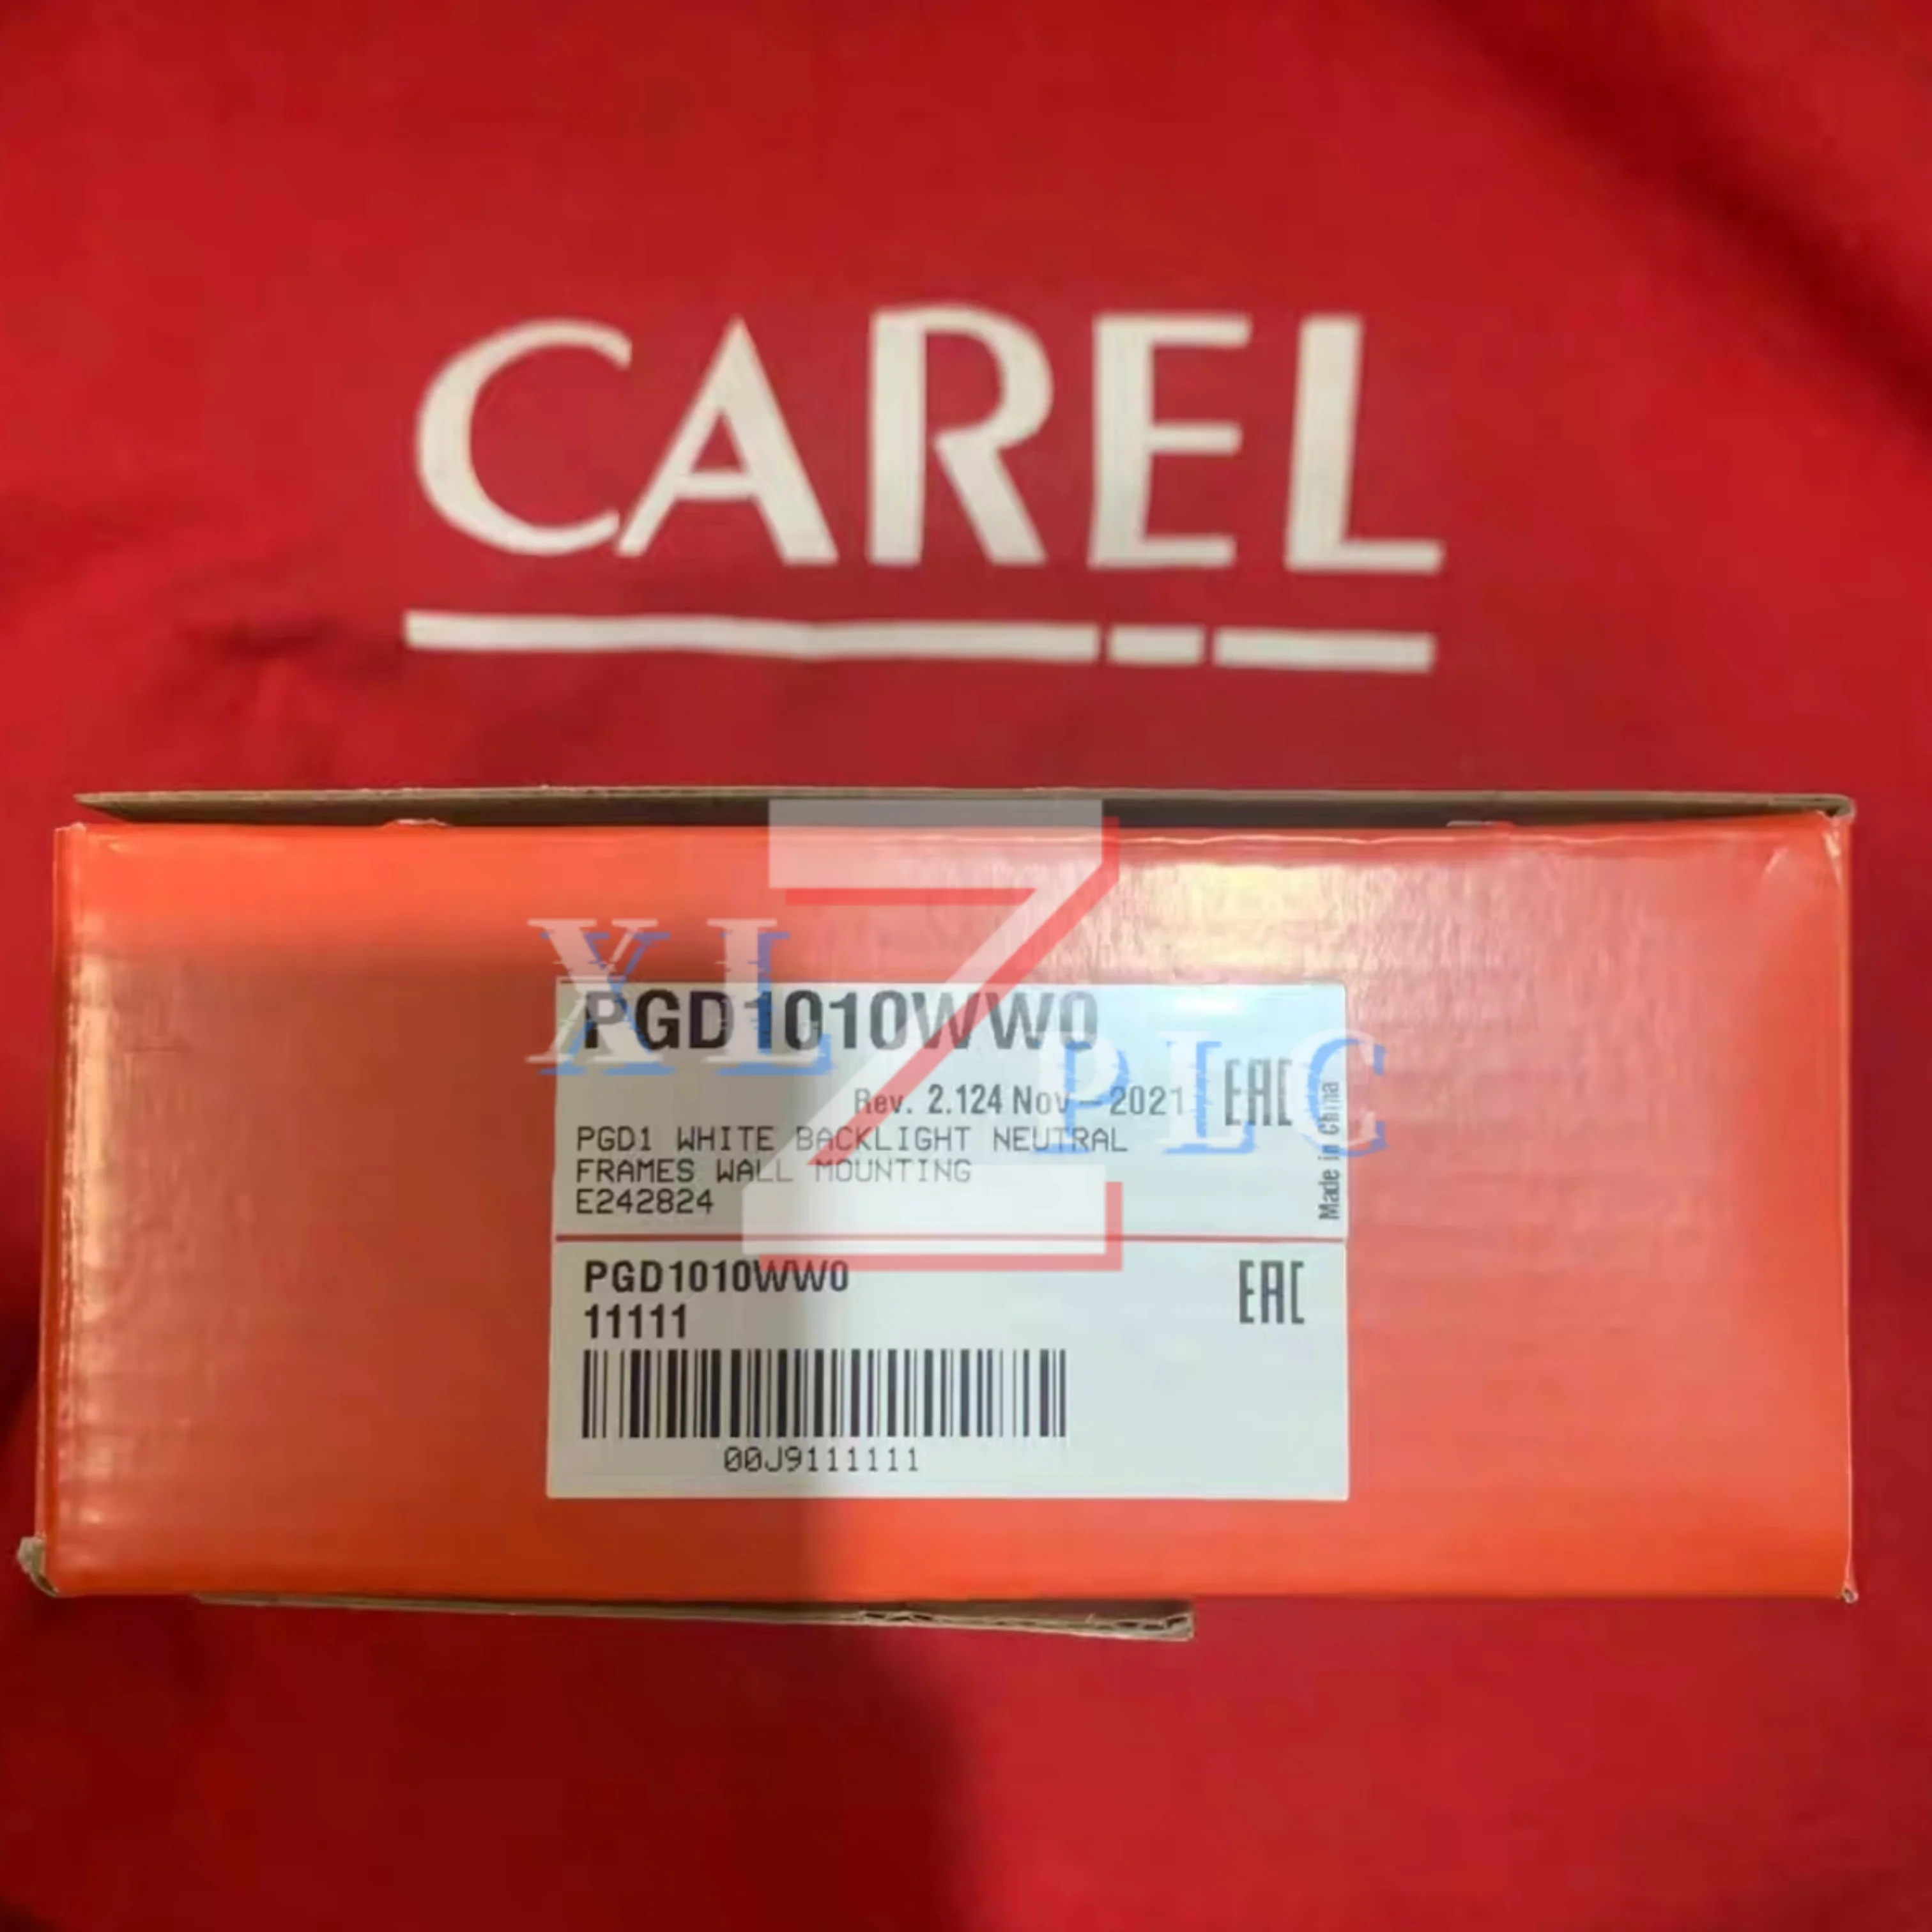 CAREL
XL Z PLC
PGD1010WW0
Rev. 2.124 Nov - 2021
EAC
Made in China
PGD1 WHITE BACKLIGHT NEUTRAL
FRAMES WALL MOUNTING
E242824
PGD1010WW0
EAC
11111
00J9111111